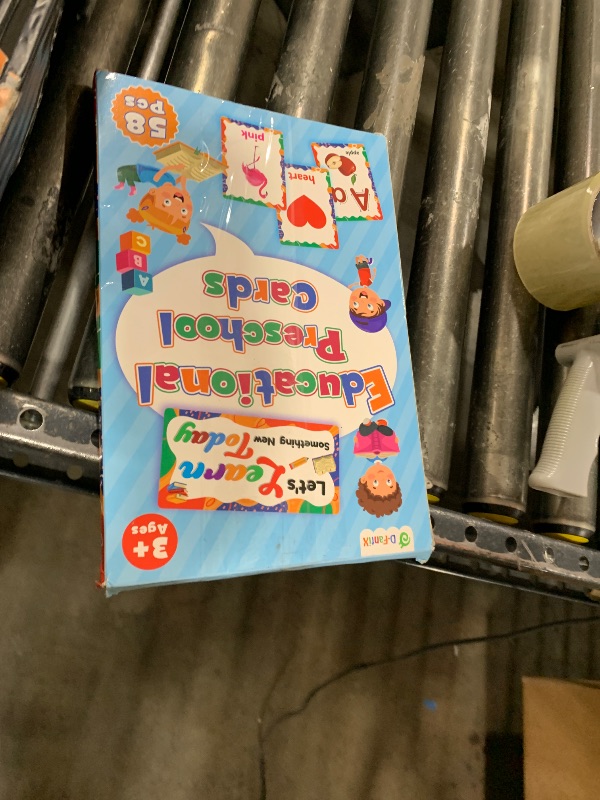 D-FantiX
Ages
3+
Let's
Learn
Something New
Today
Educational
Preschool
Cards
A
B
C
A a
apple
heart
pink
58
Pcs